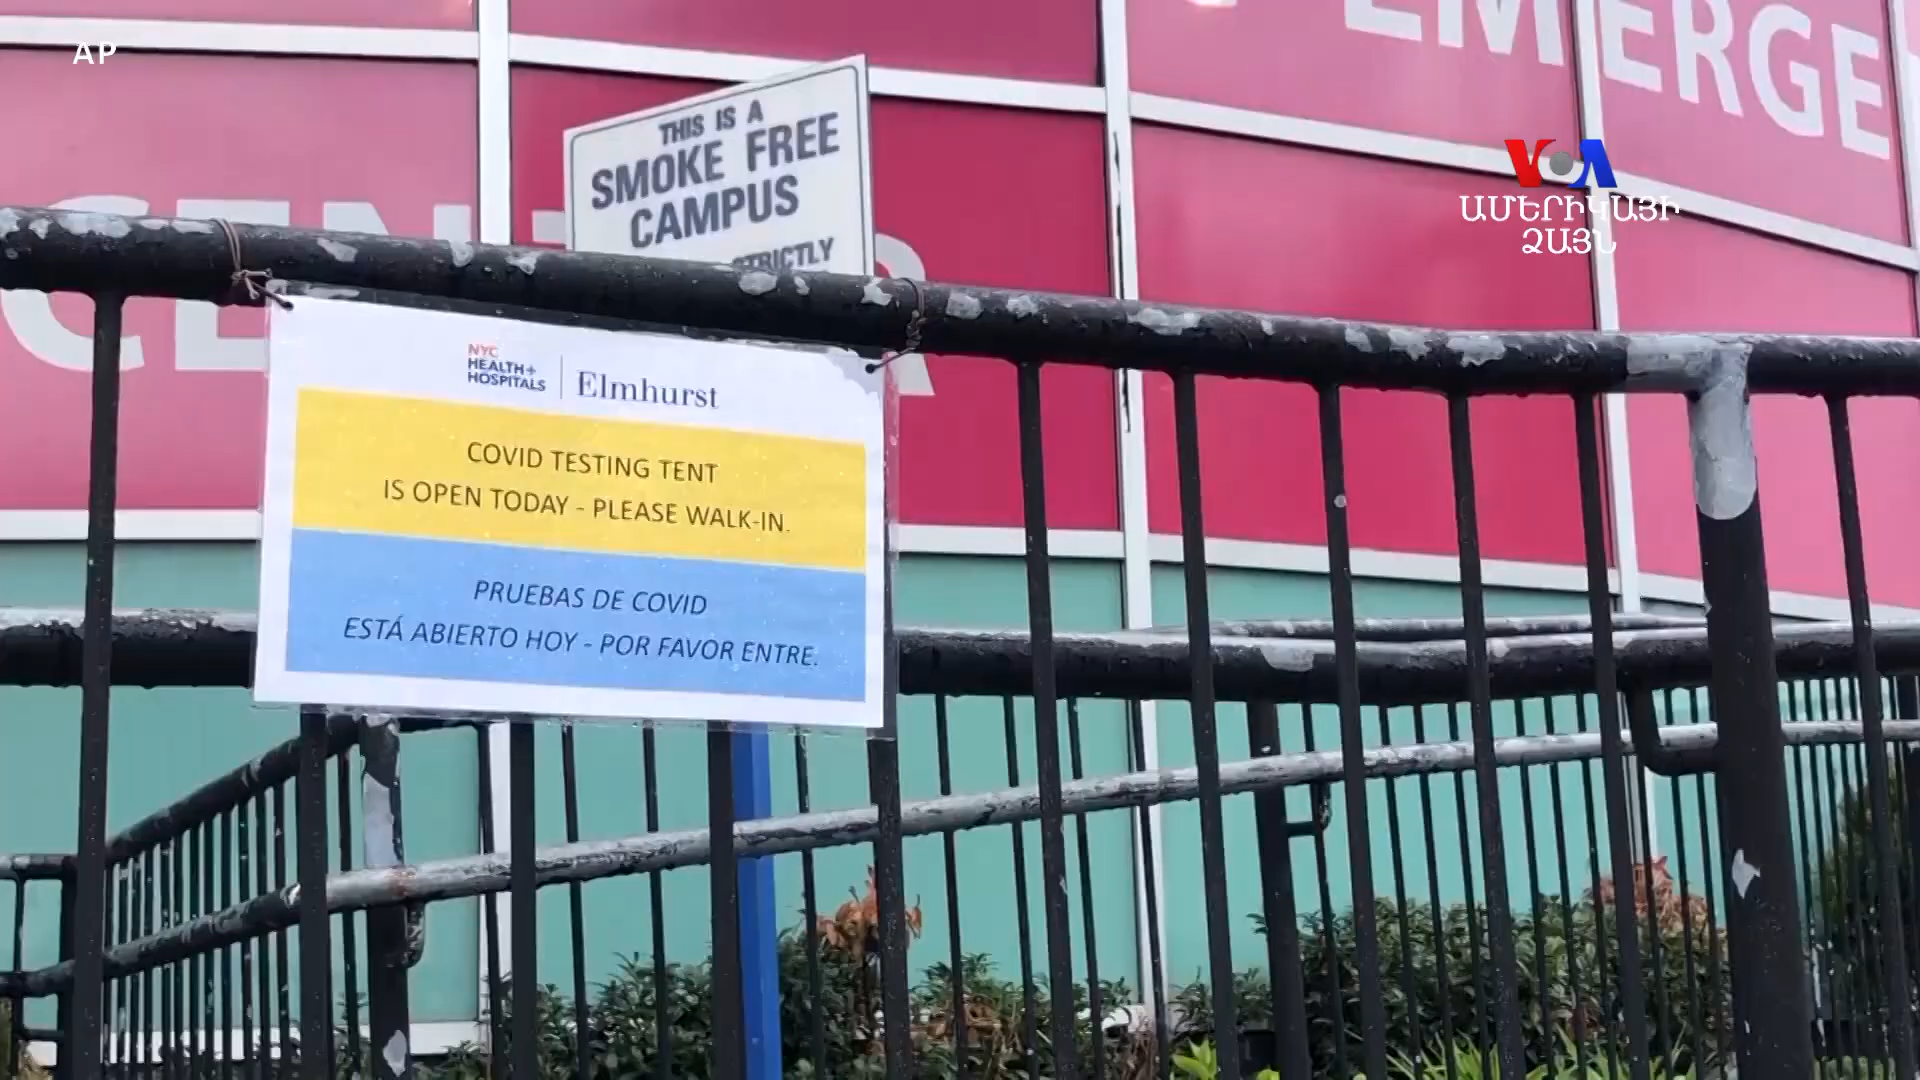 AP
EMERGE
THIS IS A
SMOKE FREE
CAMPUS
STRICTLY
VOA
ԱՄԵՐԻԿԱՅԻ
ՁԱՅՆ
NYC
HEALTH+
HOSPITALS
Elmhurst
COVID TESTING TENT
IS OPEN TODAY - PLEASE WALK-IN.
PRUEBAS DE COVID
ESTÁ ABIERTO HOY - POR FAVOR ENTRE.